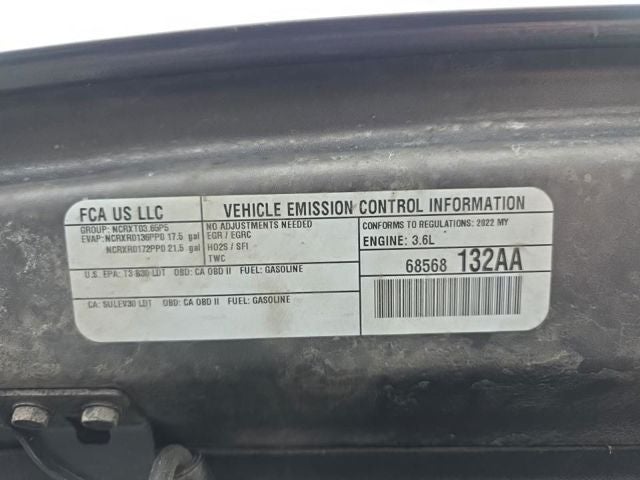 FCA US LLC
GROUP: NCRXT03.65P5
EVAP: NCRXR0136PP0 17.5 gal
NCRXR0172PP0 21.5 gal
VEHICLE EMISSION CONTROL INFORMATION
NO ADJUSTMENTS NEEDED
EGR / EGRC
HO2S / SFI
TWC
CONFORMS TO REGULATIONS: 2022 MY
ENGINE: 3.6L
68568 132AA
U.S. EPA: T3 B30 LDT OBD: CA OBD II FUEL: GASOLINE
CA: SULEV30 LDT OBD: CA OBD II FUEL: GASOLINE